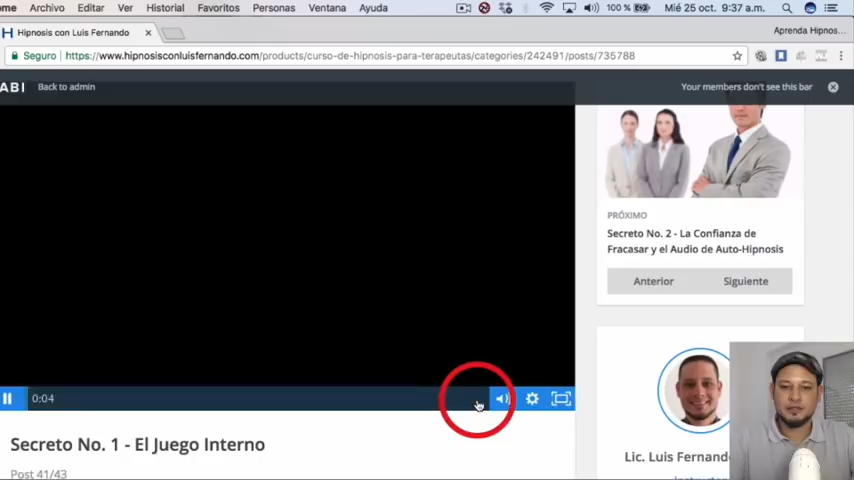 ome Archivo Editar Ver Historial Favoritos Personas Ventana Ayuda 100 % Mié 25 oct. 9:37 a.m.
Hipnosis con Luis Fernando
Aprenda Hipnos...
Seguro https://www.hipnosisconluisfernando.com/products/curso-de-hipnosis-para-terapeutas/categories/242491/posts/735788
ABI Back to admin Your members don't see this bar
PRÓXIMO
Secreto No. 2 - La Confianza de
Fracasar y el Audio de Auto-Hipnosis
Anterior Siguiente
0:04
Secreto No. 1 - El Juego Interno
Post 41/43
Lic. Luis Fernand